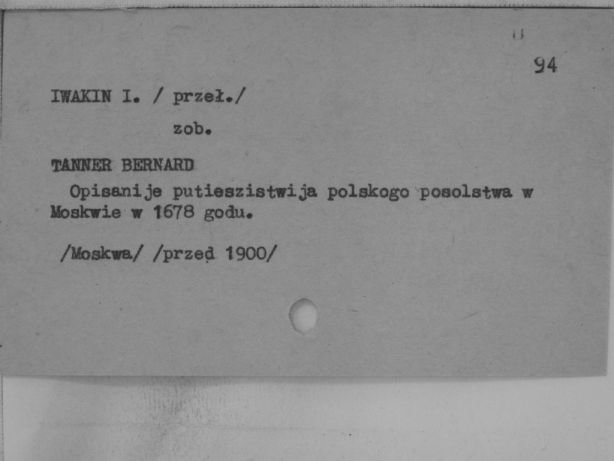 94
IWAKIN I. / przeł./
zob.
TANNER BERNARD
Opisanije putieszistwija polskogo posolstwa w
Moskwie w 1678 godu.
/Moskwa/ /przed 1900/